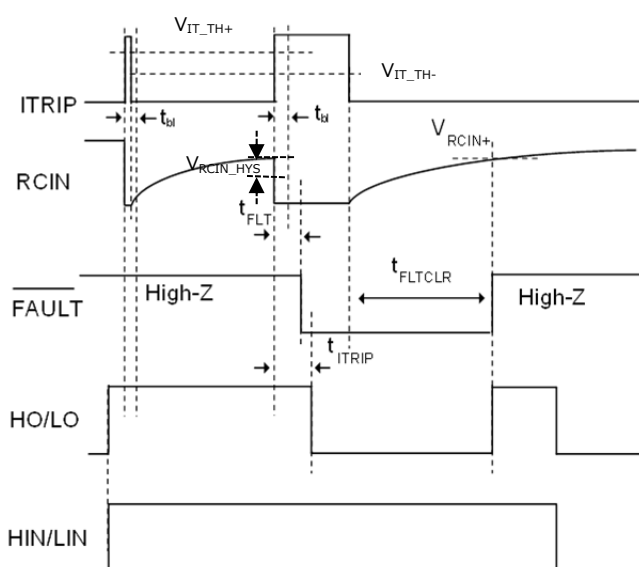 V_IT_TH+
V_IT_TH-
ITRIP
t_bl
t_bl
V_RCIN+
RCIN
V_RCIN_HYS
t_FLT
t_FLTCLR
High-Z
High-Z
FAULT
t_ITRIP
HO/LO
HIN/LIN